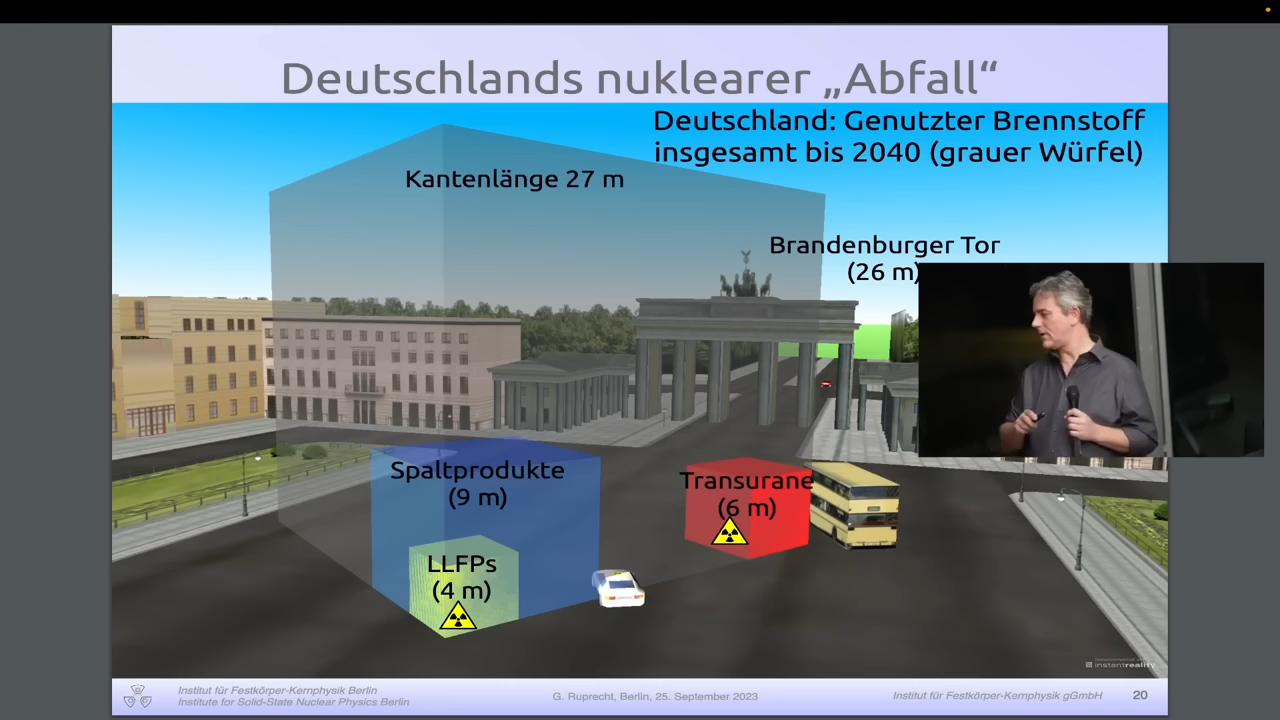 Deutschlands nuklearer „Abfall“
Deutschland: Genutzter Brennstoff
insgesamt bis 2040 (grauer Würfel)
Kantenlänge 27 m
Brandenburger Tor
(26 m)
Spaltprodukte
(9 m)
Transurane
(6 m)
LLFPs
(4 m)
instantreality
Institut für Festkörper-Kernphysik Berlin
Institute for Solid-State Nuclear Physics Berlin
G. Ruprecht, Berlin, 25. September 2023
Institut für Festkörper-Kernphysik gGmbH
20